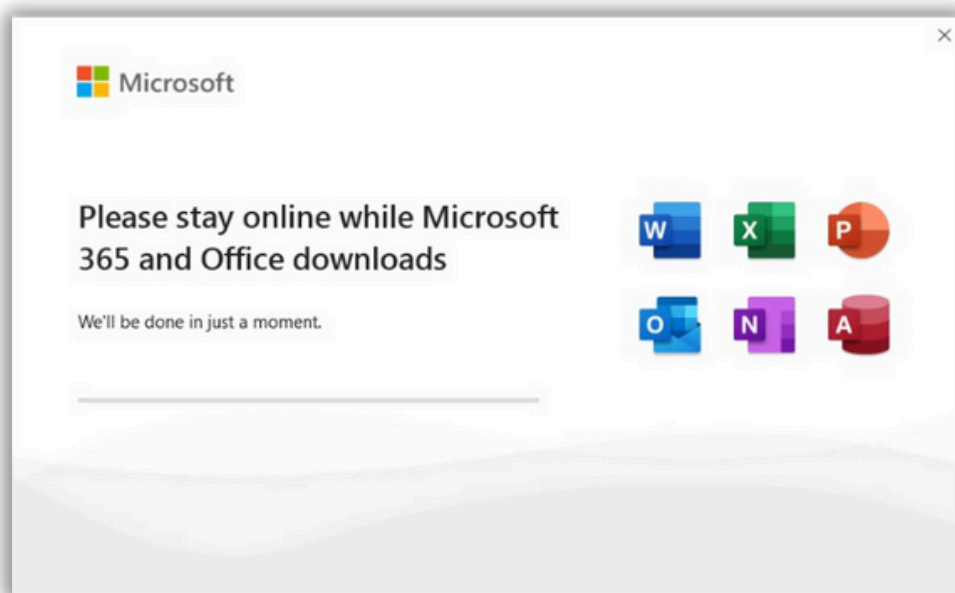 Microsoft
Please stay online while Microsoft
365 and Office downloads
We'll be done in just a moment.
W X P
O N A